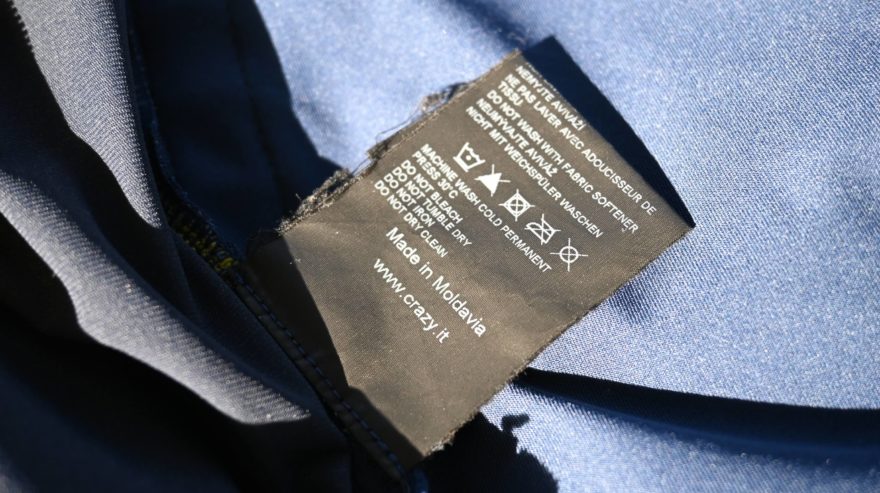 NEMYJTE AVIVÁŽÍ
NE PAS LAVER AVEC ADOUCISSEUR DE
TISSU
DO NOT WASH WITH FABRIC SOFTENER
NEUMÝVAJTE AVIVÁŽ
NICHT MIT WEICHSPÜLER WASCHEN
MACHINE WASH COLD PERMANENT
PRESS 30°C
DO NOT BLEACH
DO NOT TUMBLE DRY
DO NOT IRON
NOT DRY CLEAN
Made in Moldavia
www.crazy.it